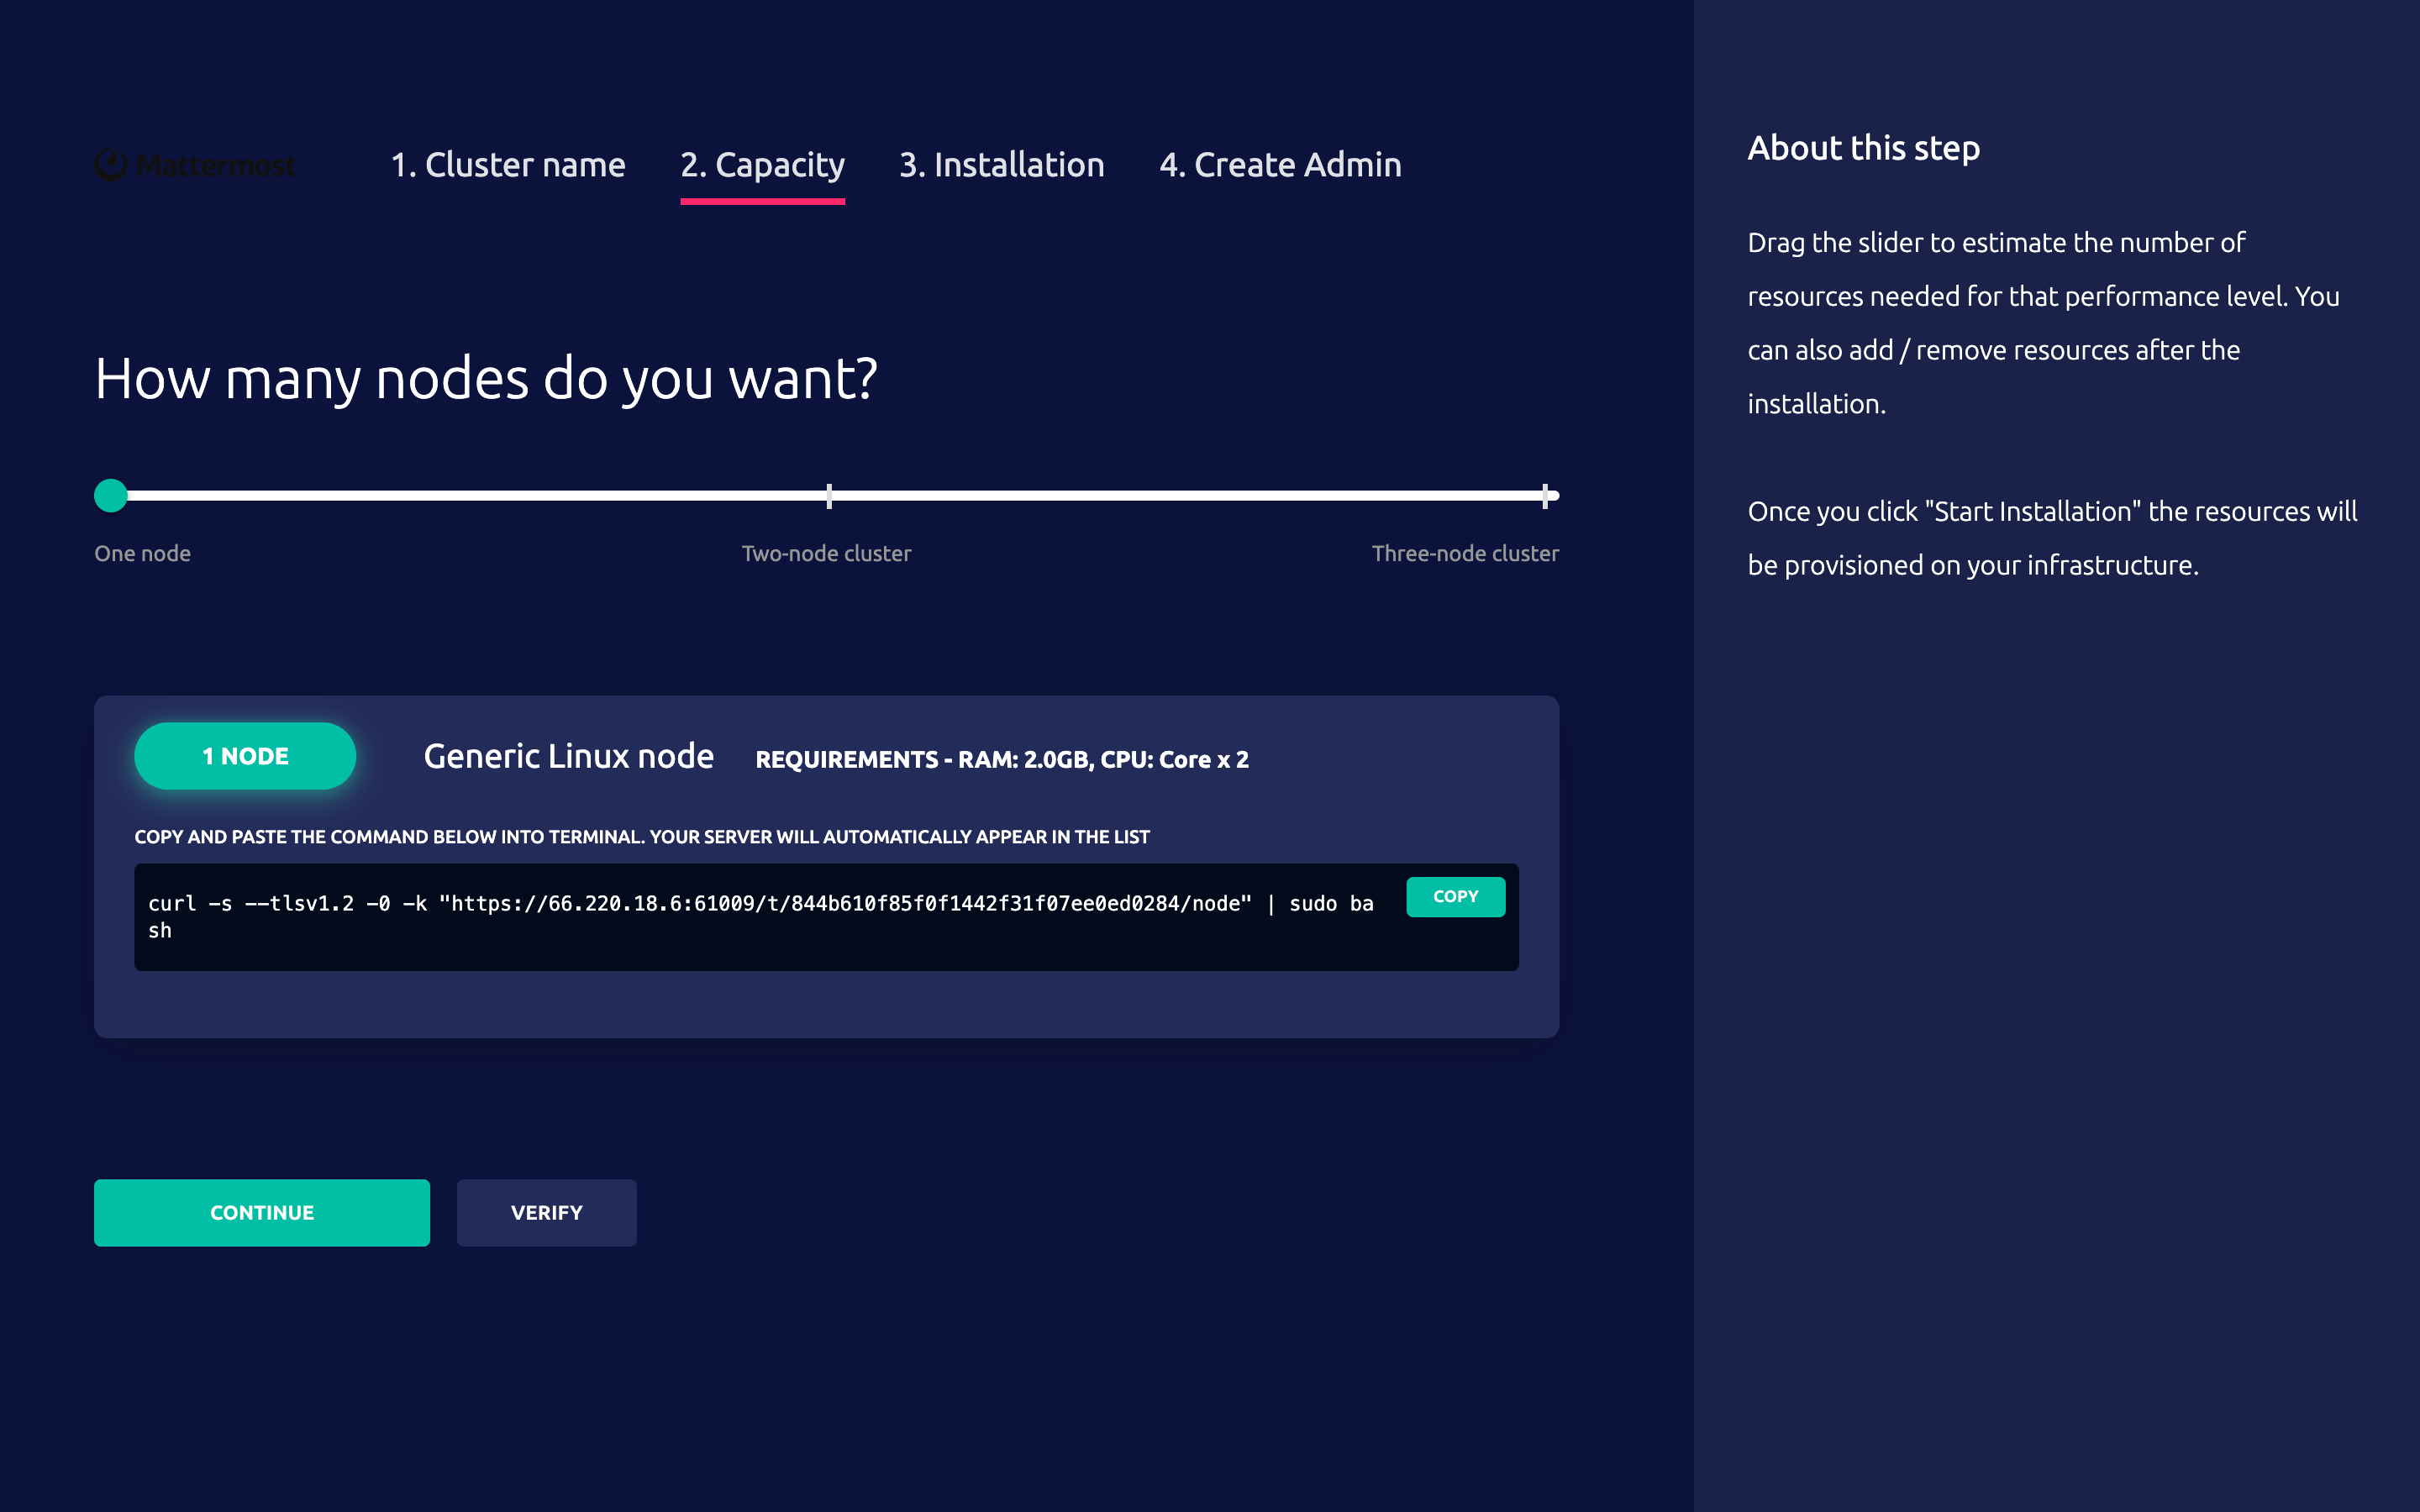 Mattermost
1. Cluster name
2. Capacity
3. Installation
4. Create Admin
How many nodes do you want?
One node
Two-node cluster
Three-node cluster
1 NODE
Generic Linux node
REQUIREMENTS - RAM: 2.0GB, CPU: Core x 2
COPY AND PASTE THE COMMAND BELOW INTO TERMINAL. YOUR SERVER WILL AUTOMATICALLY APPEAR IN THE LIST
curl -s --tlsv1.2 -0 -k "https://66.220.18.6:61009/t/844b610f85f0f1442f31f07ee0ed0284/node" | sudo ba
sh
COPY
CONTINUE
VERIFY
About this step
Drag the slider to estimate the number of
resources needed for that performance level. You
can also add / remove resources after the
installation.
Once you click "Start Installation" the resources will
be provisioned on your infrastructure.